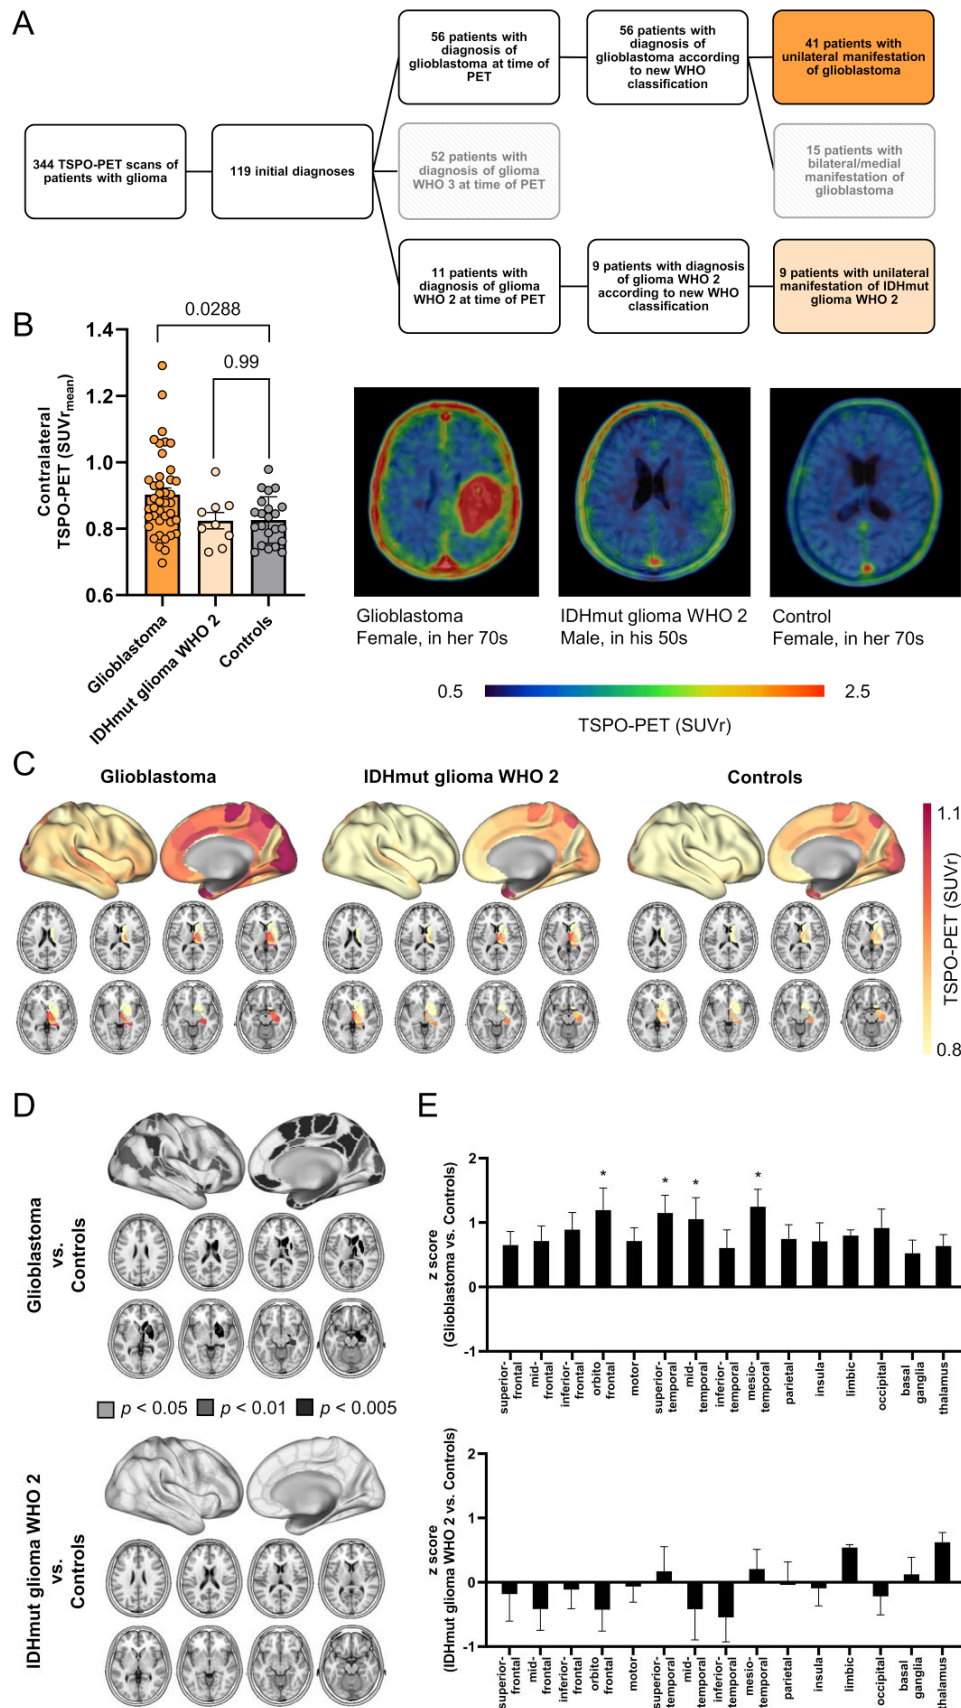 A
344 TSPO-PET scans of
patients with glioma
119 initial diagnoses
56 patients with
diagnosis of
glioblastoma at time of
PET
56 patients with
diagnosis of
glioblastoma according
to new WHO
classification
41 patients with
unilateral manifestation
of glioblastoma
52 patients with
diagnosis of glioma
WHO 3 at time of PET
15 patients with
bilateral/medial
manifestation of
glioblastoma
11 patients with
diagnosis of glioma
WHO 2 at time of PET
9 patients with diagnosis
of glioma WHO 2
according to new WHO
classification
9 patients with unilateral
manifestation of IDHmut
glioma WHO 2
B
0.0288
0.99
1.4
1.2
1.0
0.8
0.6
Contralateral
TSPO-PET (SUVrmean)
Glioblastoma
IDHmut glioma WHO 2
Controls
Glioblastoma
Female, in her 70s
IDHmut glioma WHO 2
Male, in his 50s
Control
Female, in her 70s
0.5
2.5
TSPO-PET (SUVr)
C
Glioblastoma
IDHmut glioma WHO 2
Controls
1.1
TSPO-PET (SUVr)
0.8
D
Glioblastoma
vs.
Controls
p < 0.05
p < 0.01
p < 0.005
IDHmut glioma WHO 2
vs.
Controls
E
z score
(Glioblastoma vs. Controls)
2
1
0
-1
*
*
*
*
superior-
frontal
mid-
frontal
inferior-
frontal
orbito
frontal
motor
superior-
temporal
mid-
temporal
inferior-
temporal
mesio-
temporal
parietal
insula
limbic
occipital
basal
ganglia
thalamus
z score
(IDHmut glioma WHO 2 vs. Controls)
2
1
0
-1
superior-
frontal
mid-
frontal
inferior-
frontal
orbito
frontal
motor
superior-
temporal
mid-
temporal
inferior-
temporal
mesio-
temporal
parietal
insula
limbic
occipital
basal
ganglia
thalamus